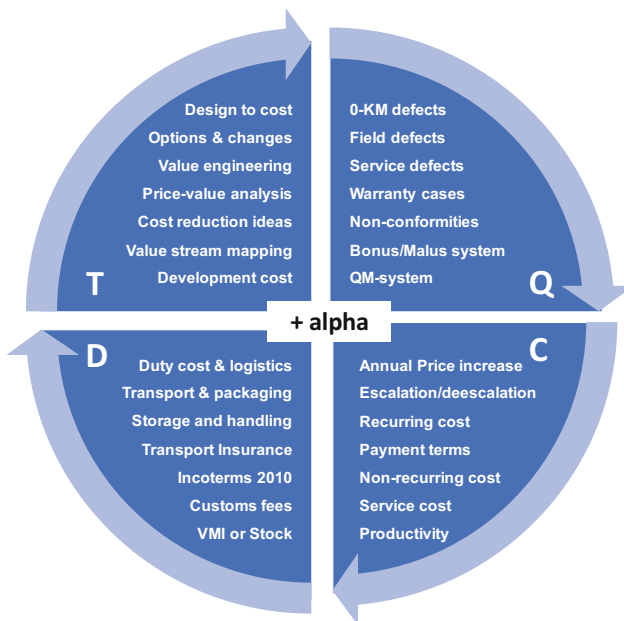 Design to cost
Options & changes
Value engineering
Price-value analysis
Cost reduction ideas
Value stream mapping
Development cost
T
0-KM defects
Field defects
Service defects
Warranty cases
Non-conformities
Bonus/Malus system
QM-system
Q
+ alpha
D
Duty cost & logistics
Transport & packaging
Storage and handling
Transport Insurance
Incoterms 2010
Customs fees
VMI or Stock
C
Annual Price increase
Escalation/deescalation
Recurring cost
Payment terms
Non-recurring cost
Service cost
Productivity